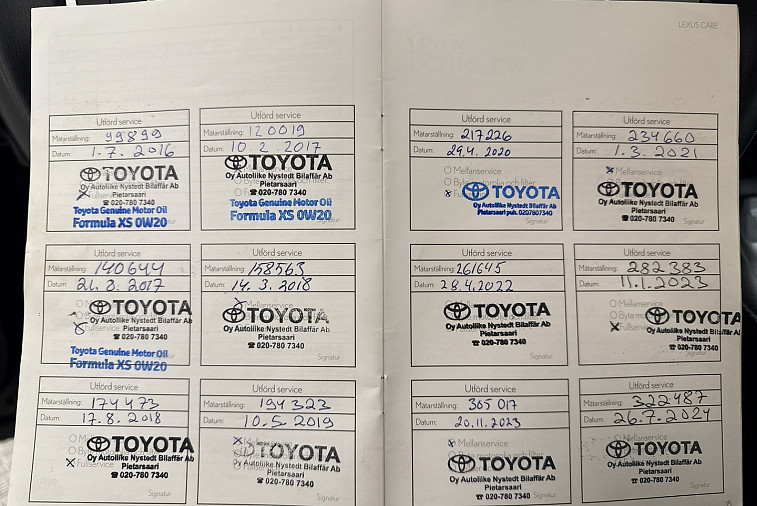 LEXUS CARE
Utförd service
Mätarställning: 99899
Datum: 1.7. 2016
TOYOTA
Oy Autoliike Nystedt Bilaffär Ab
Pietarsaari
☎ 020-780 7340
Toyota Genuine Motor Oil
Formula XS 0W20
Utförd service
Mätarställning: 120019
Datum: 10.2. 2017
TOYOTA
Oy Autoliike Nystedt Bilaffär Ab
Pietarsaari
☎ 020-780 7340
Toyota Genuine Motor Oil
Formula XS 0W20
Utförd service
Mätarställning: 140644
Datum: 2017
TOYOTA
Oy Autoliike Nystedt Bilaffär Ab
Pietarsaari
Fullservice
☎ 020-780 7340
Toyota Genuine Motor Oil
Formula XS 0W20
Utförd service
Mätarställning: 158563
Datum: 14.3. 2018
Mellanservice
TOYOTA
Oy Autoliike Nystedt Bilaffär Ab
Pietarsaari
☎ 020-780 7340
Signatur
Utförd service
Mätarställning: 174473
Datum: 17.8. 2018
TOYOTA
Oy Autoliike Nystedt Bilaffär Ab
Fullservice Pietarsaari
☎ 020-780 7340
Signatur
Utförd service
Mätarställning: 194323
Datum: 10.5. 2019
TOYOTA
Oy Autoliike Nystedt Bilaffär Ab
Pietarsaari
☎ 020-780 7340
Signatur
Utförd service
Mätarställning: 217226
Datum: 29.4. 2020
Mellanservice
TOYOTA
Oy Autoliike Nystedt Bilaffär Ab
Pietarsaari puh. 0207807340
Utförd service
Mätarställning: 234660
Datum: 1.3. 2021
Mellanservice
TOYOTA
Oy Autoliike Nystedt Bilaffär Ab
Pietarsaari
☎ 020-780 7340
Utförd service
Mätarställning: 261645
Datum: 28.4.2022
TOYOTA
Oy Autoliike Nystedt Bilaffär Ab
Pietarsaari
☎ 020-780 7340
Signatur
Utförd service
Mätarställning: 282383
Datum: 11.1.2023
Mellanservice
TOYOTA
Oy Autoliike Nystedt Bilaffär Ab
Fullservice Pietarsaari
☎ 020-780 7340
Signatur
Utförd service
Mätarställning: 305 017
Datum: 20.11.2023
Mellanservice
TOYOTA
Oy Autoliike Nystedt Bilaffär Ab
Pietarsaari
☎ 020-780 7340
Signatur
Utförd service
Mätarställning: 322487
Datum: 26.7.2024
Mellanservice
TOYOTA
Oy Autoliike Nystedt Bilaffär Ab
Pietarsaari
☎ 020-780 7340
Signatur